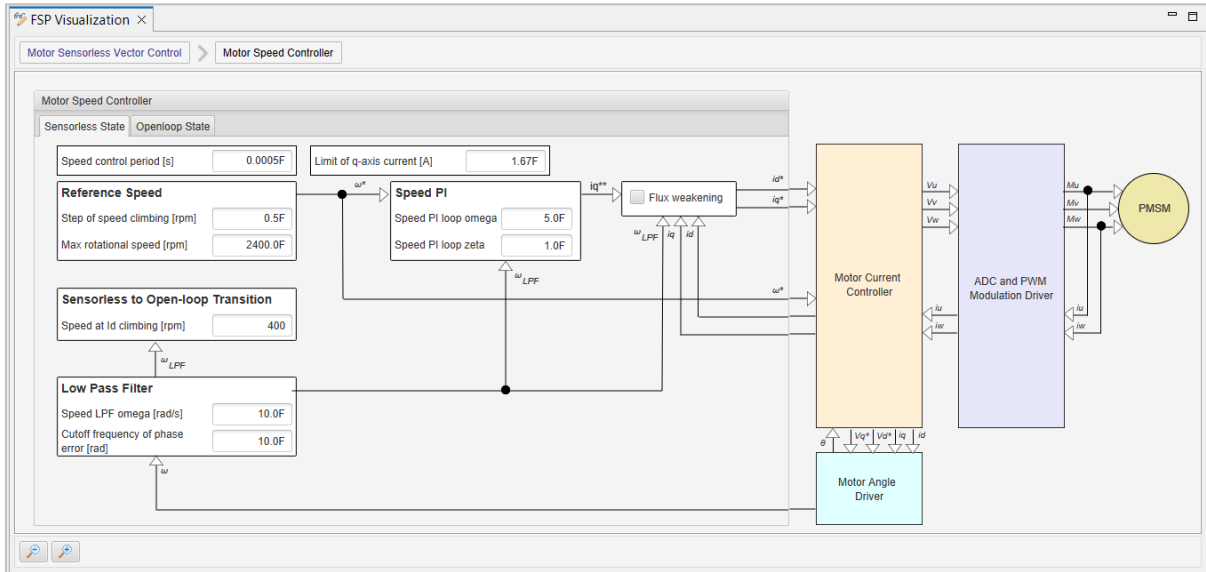 FSP Visualization
Motor Sensorless Vector Control
Motor Speed Controller
Motor Speed Controller
Sensorless State
Openloop State
Speed control period [s]
0.0005F
Limit of q-axis current [A]
1.67F
Reference Speed
Step of speed climbing [rpm]
0.5F
Max rotational speed [rpm]
2400.0F
ω*
Speed PI
Speed PI loop omega
5.0F
Speed PI loop zeta
1.0F
iq**
Flux weakening
id*
iq*
ω LPF
iq
id
ω LPF
ω*
Sensorless to Open-loop Transition
Speed at Id climbing [rpm]
400
ω LPF
Low Pass Filter
Speed LPF omega [rad/s]
10.0F
Cutoff frequency of phase
error [rad]
10.0F
ω
Motor Current
Controller
Vu
Vv
Vw
iu
iw
ADC and PWM
Modulation Driver
Mu
Mv
Mw
iu
iw
PMSM
θ
Vq*
Vd*
iq
id
Motor Angle
Driver